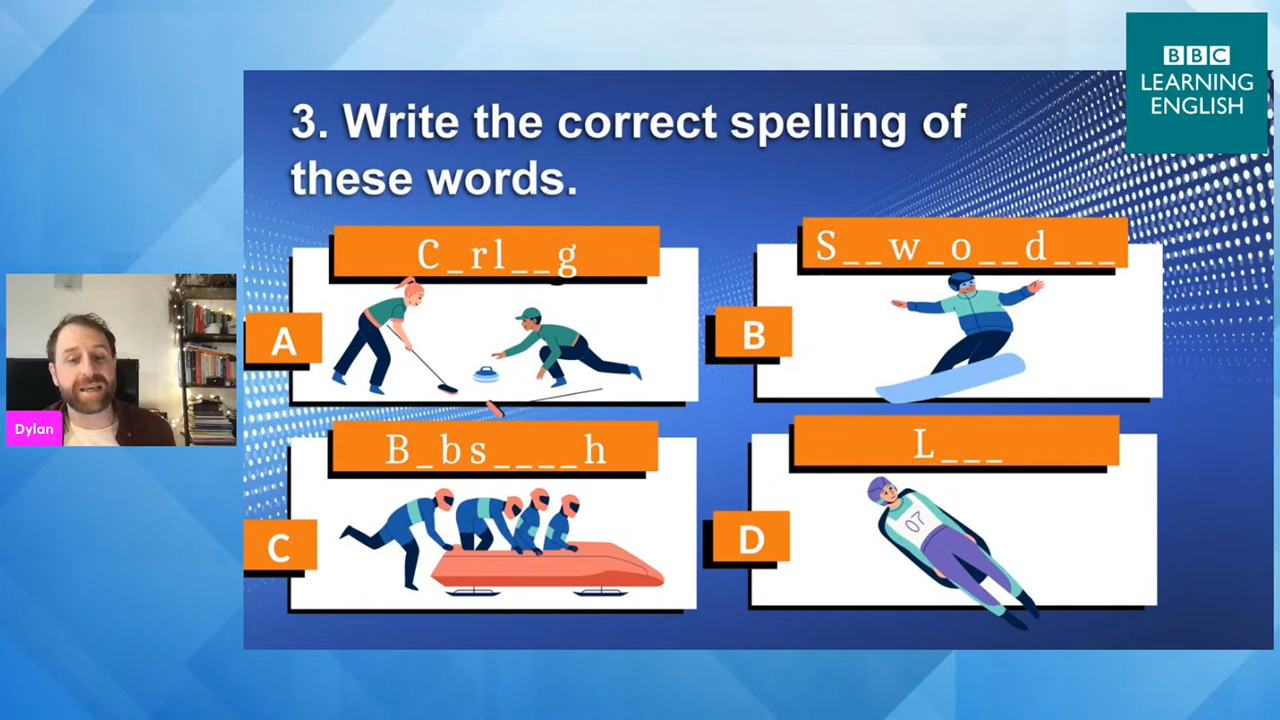 BBC
LEARNING
ENGLISH
3. Write the correct spelling of
these words.
C_rl__g
S__w_o__d___
A
B
B_bs____h
L___
C
D
07
Dylan